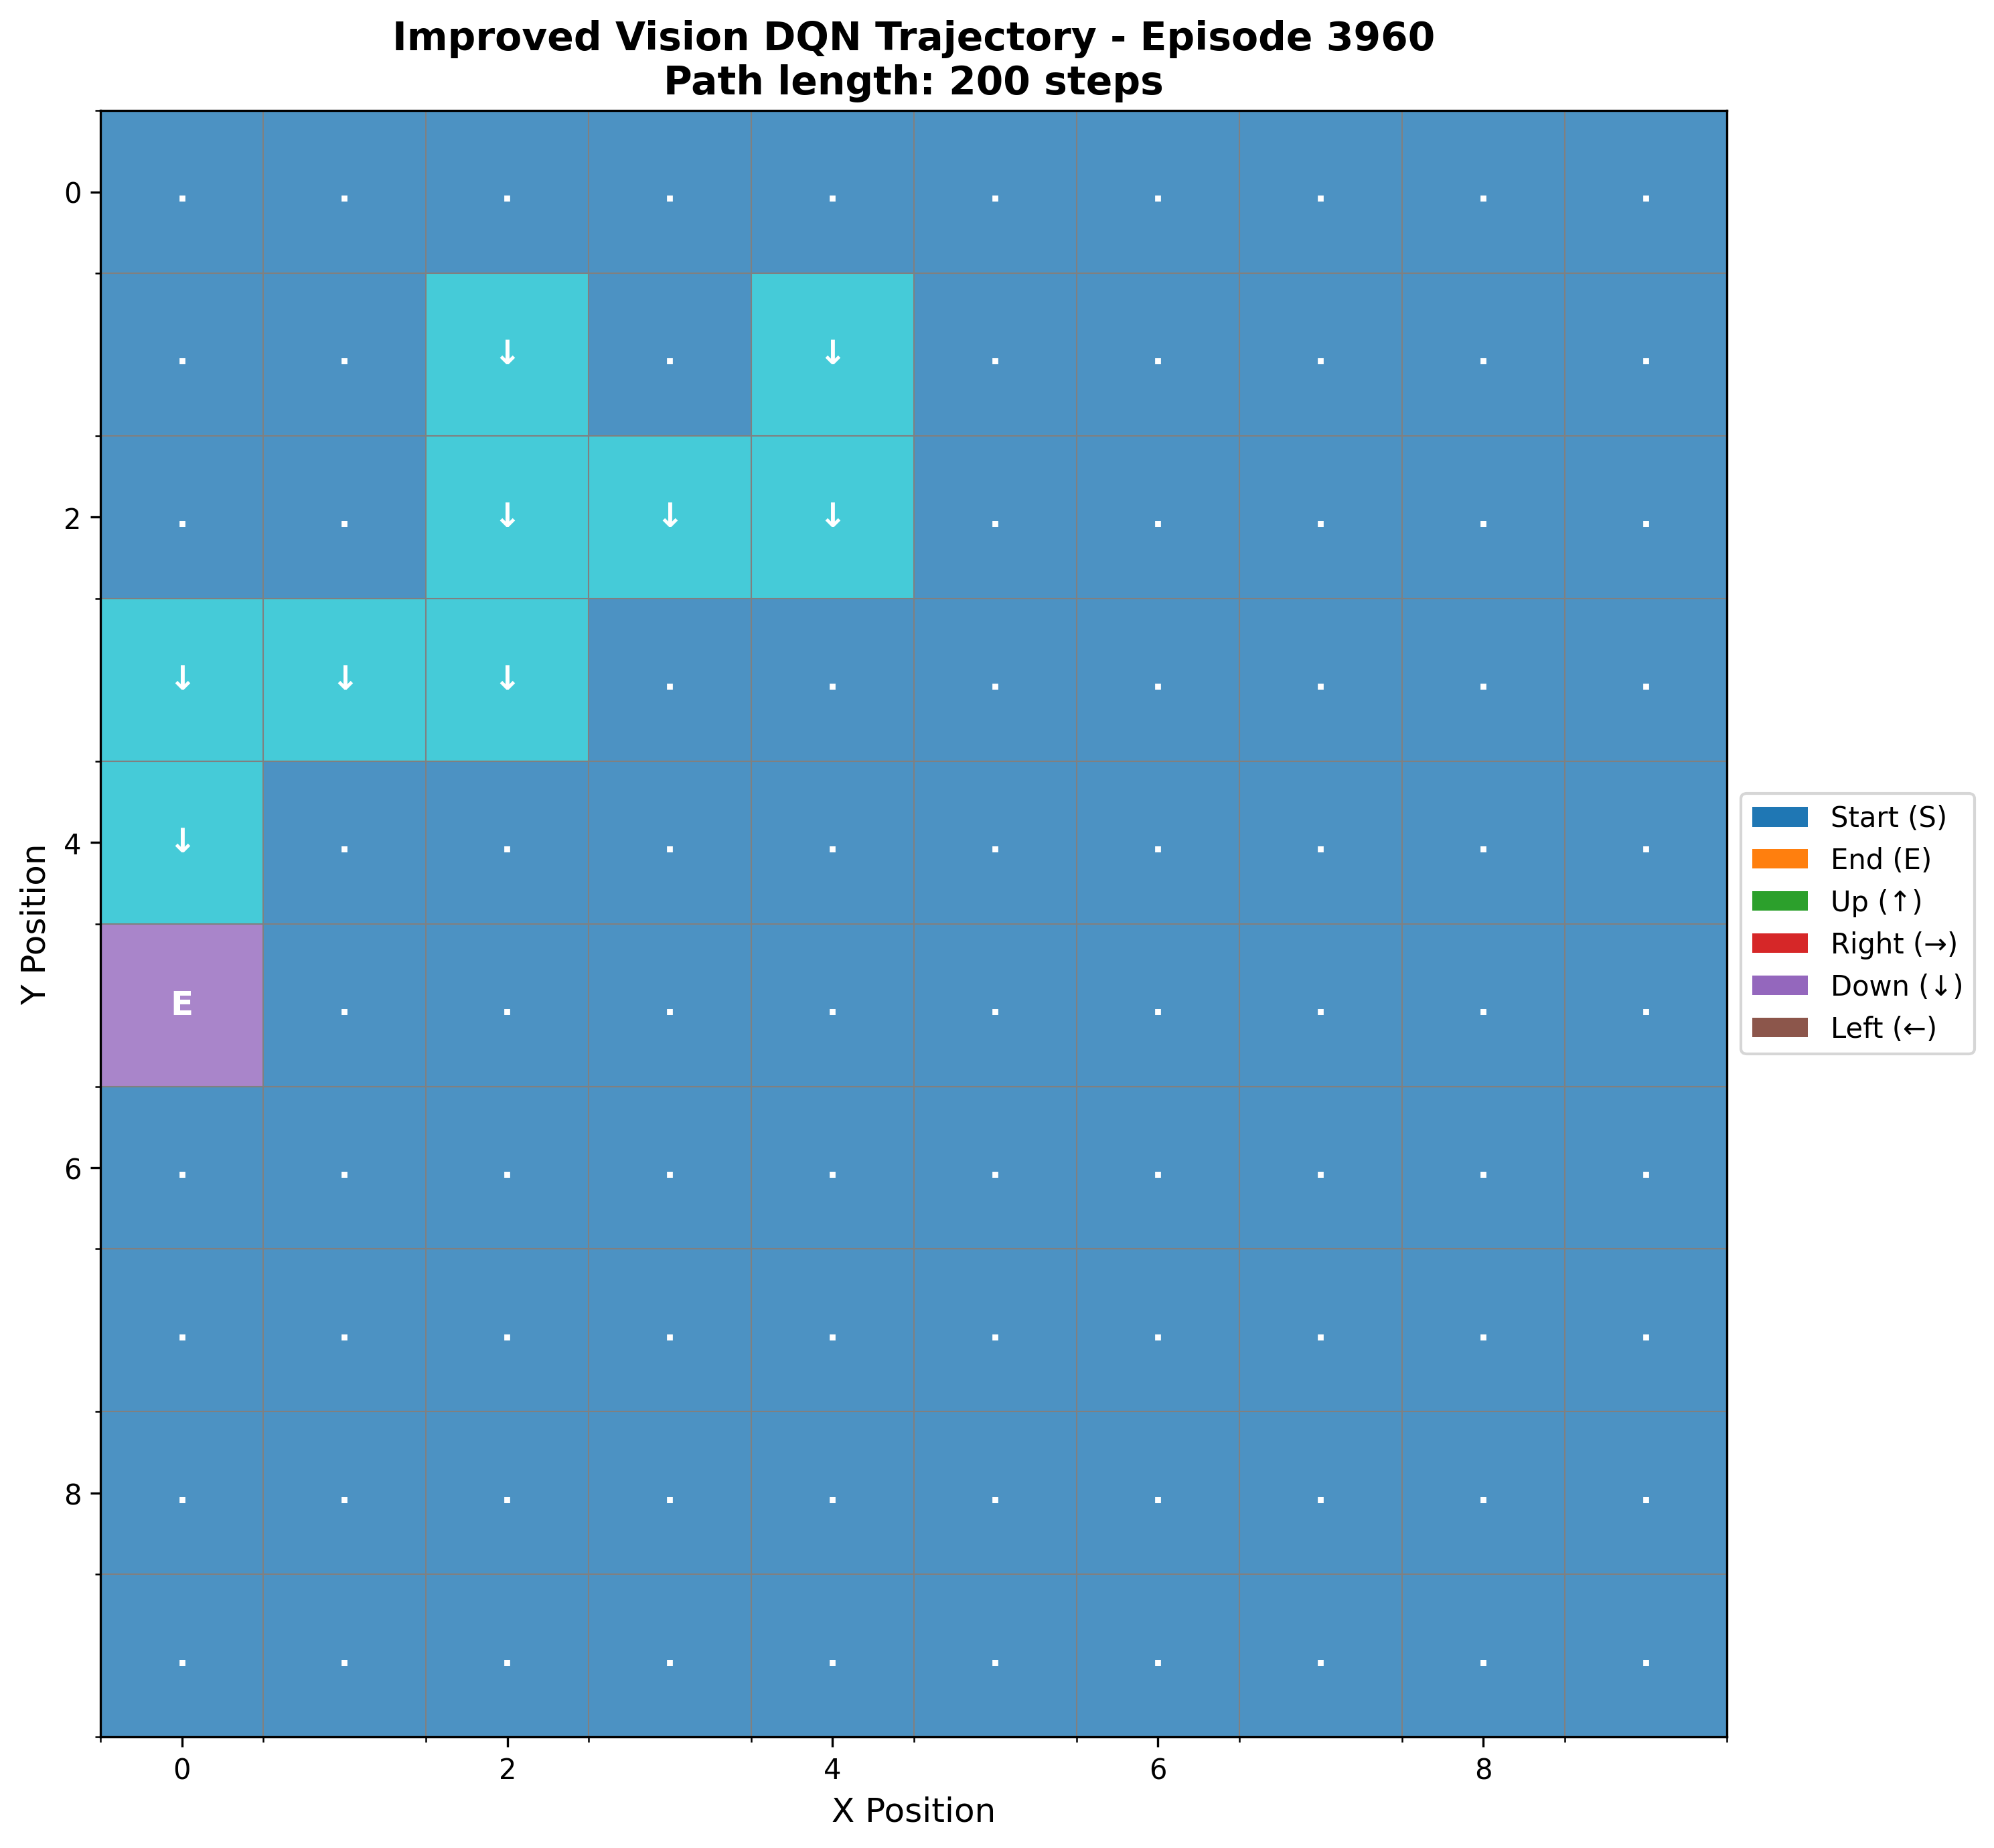 Improved Vision DQN Trajectory - Episode 3960
Path length: 200 steps
0 . . . . . . . . . .
. . ↓ . ↓ . . . . .
2 . . ↓ ↓ ↓ . . . . .
↓ ↓ ↓ . . . . . . .
4 ↓ . . . . . . . . .
E . . . . . . . . .
6 . . . . . . . . . .
. . . . . . . . . .
8 . . . . . . . . . .
. . . . . . . . . .
0 2 4 6 8
X Position
Y Position
Start (S)
End (E)
Up (↑)
Right (→)
Down (↓)
Left (←)